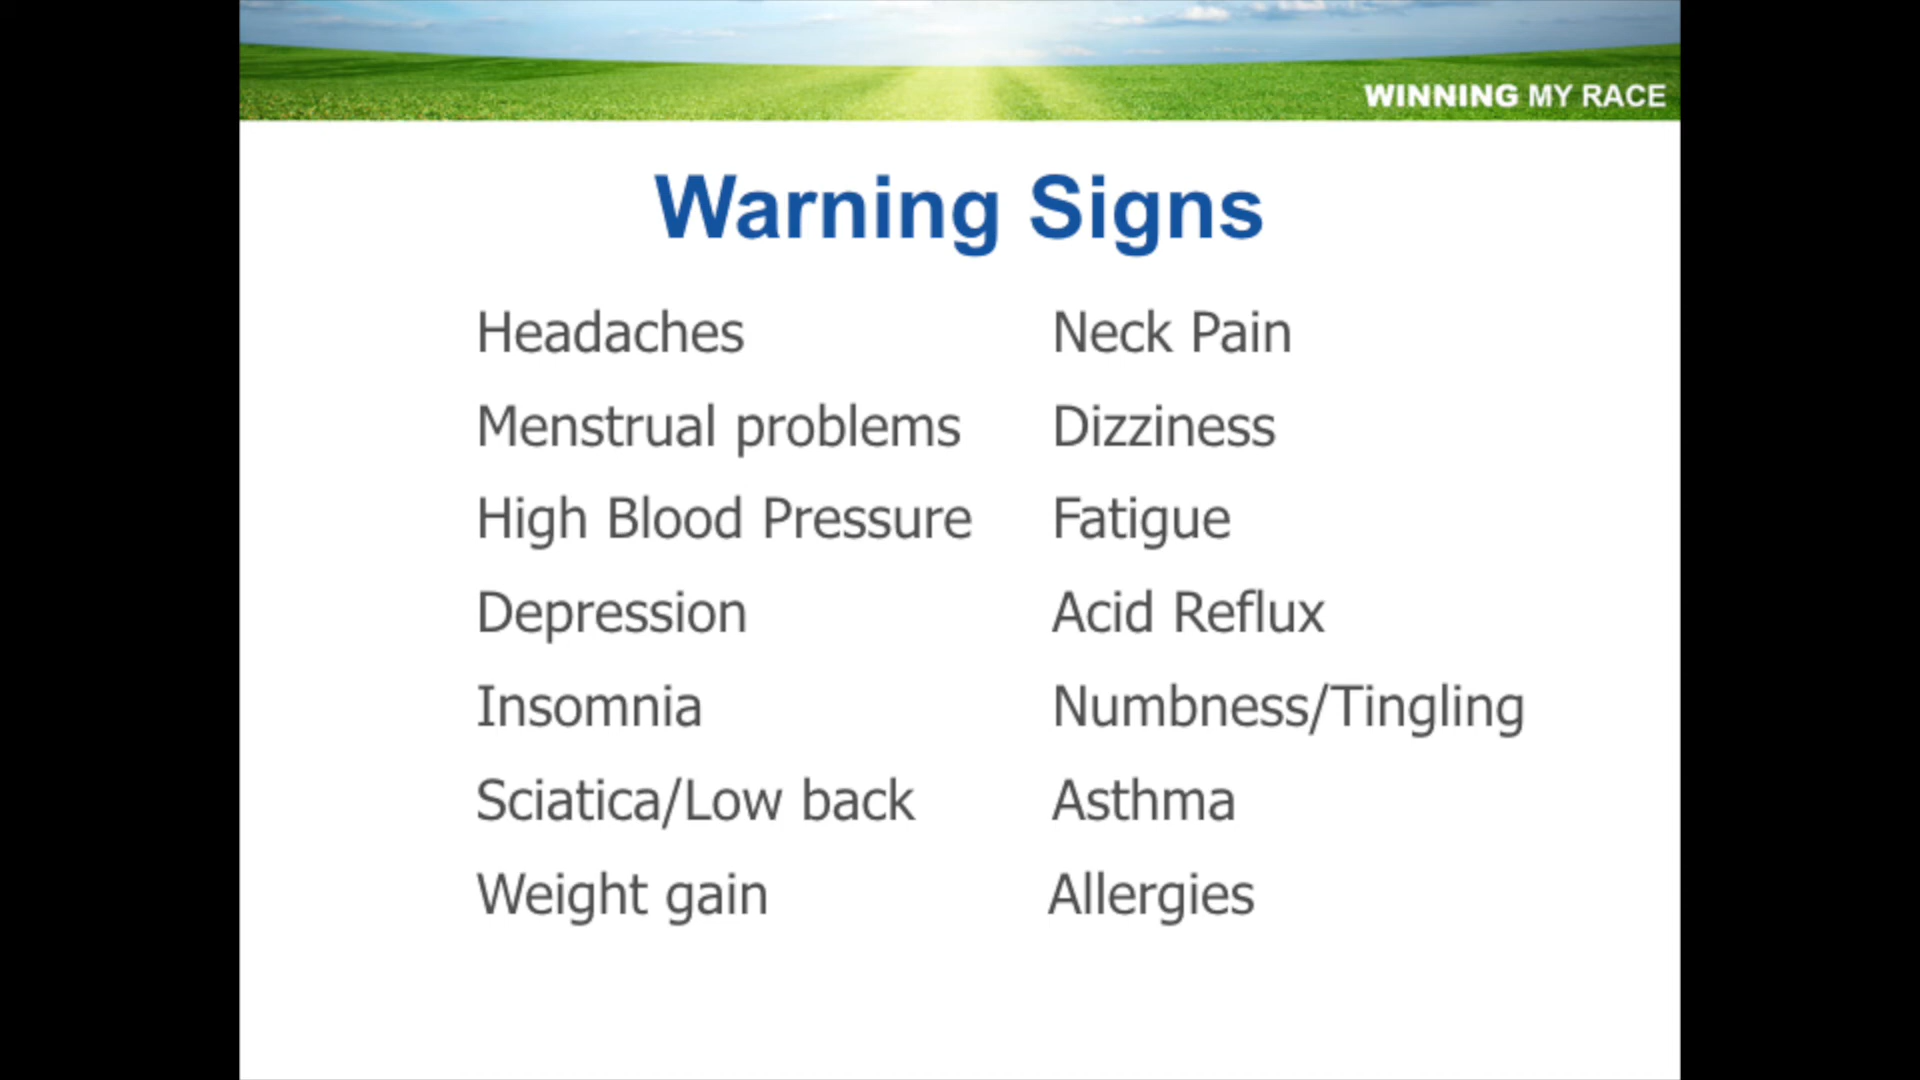 WINNING MY RACE
Warning Signs
Headaches
Menstrual problems
High Blood Pressure
Depression
Insomnia
Sciatica/Low back
Weight gain
Neck Pain
Dizziness
Fatigue
Acid Reflux
Numbness/Tingling
Asthma
Allergies